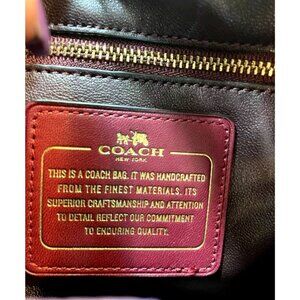 COACH
NEW YORK
THIS IS A COACH BAG. IT WAS HANDCRAFTED
FROM THE FINEST MATERIALS. ITS
SUPERIOR CRAFTSMANSHIP AND ATTENTION
TO DETAIL REFLECT OUR COMMITMENT
TO ENDURING QUALITY.